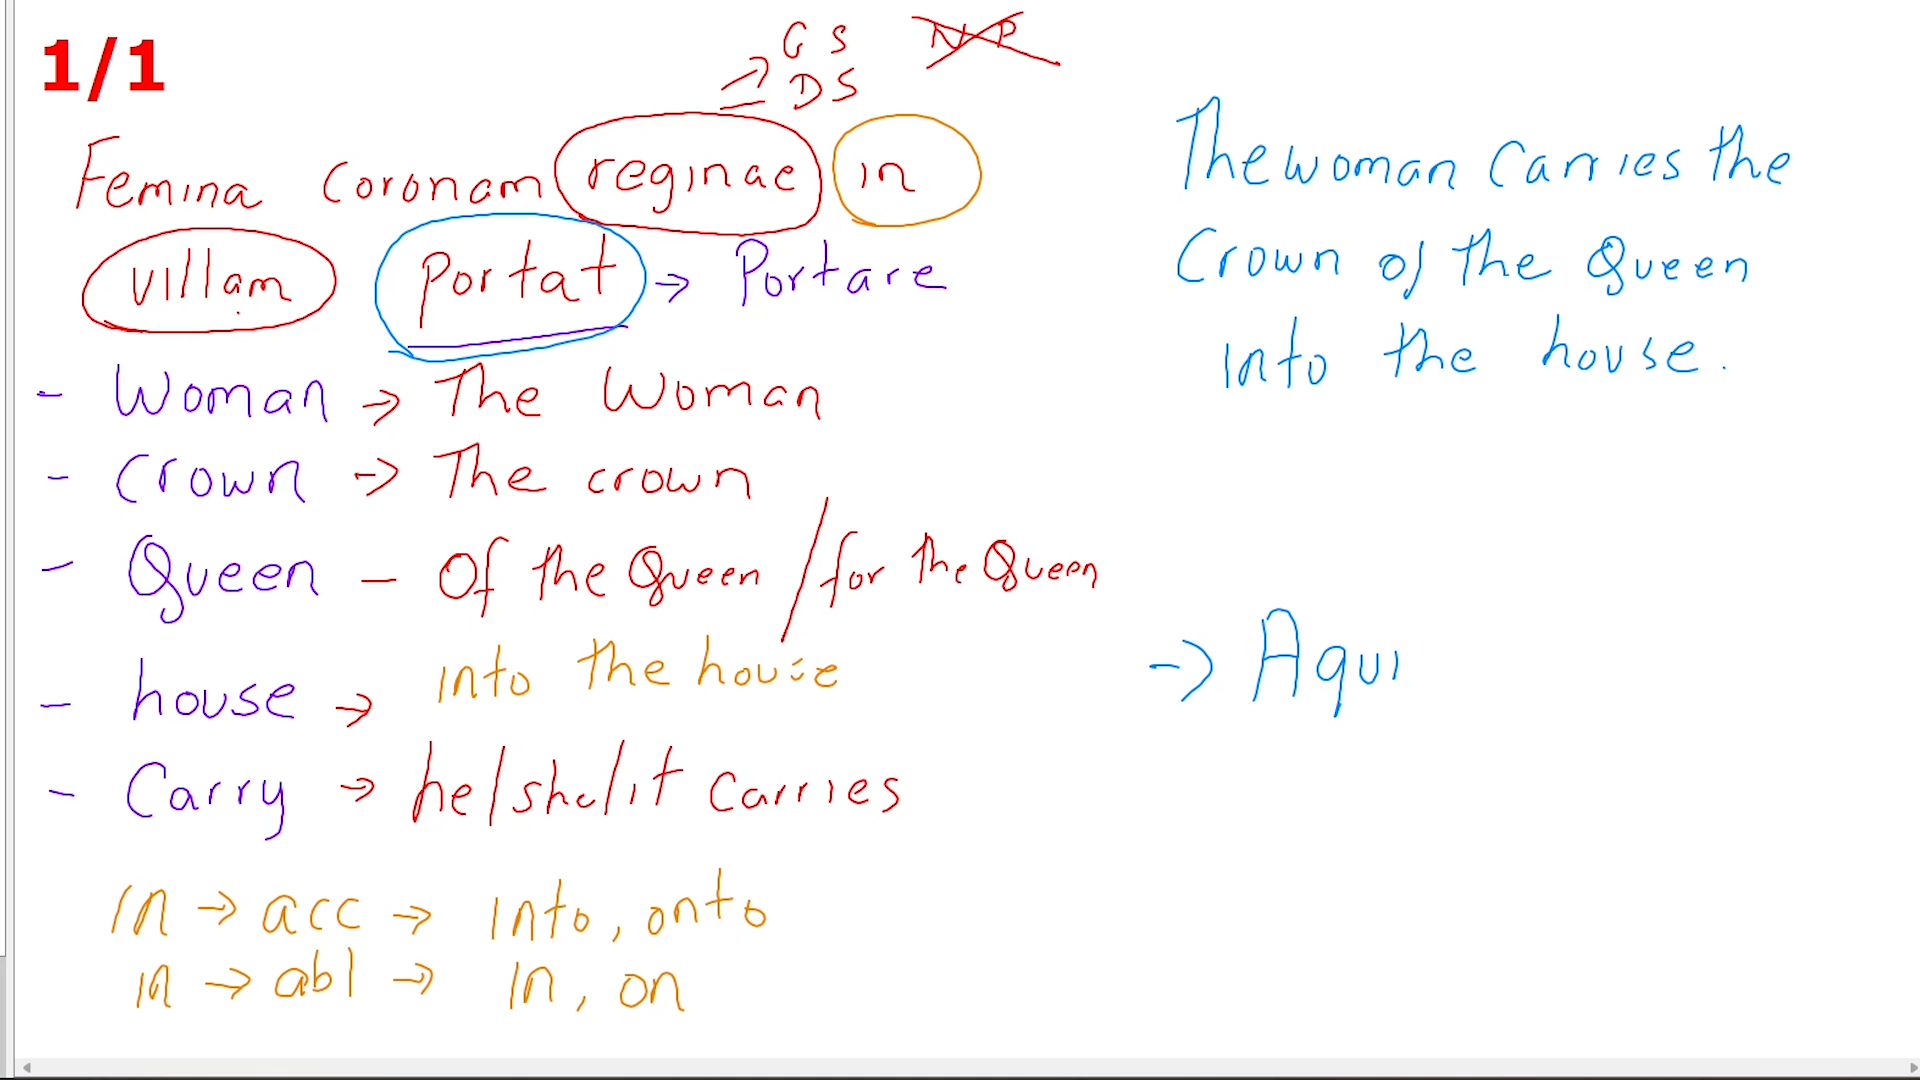 1/1
G S
N P
D S
Femina Coronam reginae in
villam portat → Portare
- Woman → The Woman
- Crown → The crown
- Queen - Of the Queen / for the Queen
- house → into the house
- Carry → he/she/it carries
in → acc → into, onto
in → abl → in, on
The woman carries the
Crown of the Queen
into the house.
→ Aqui